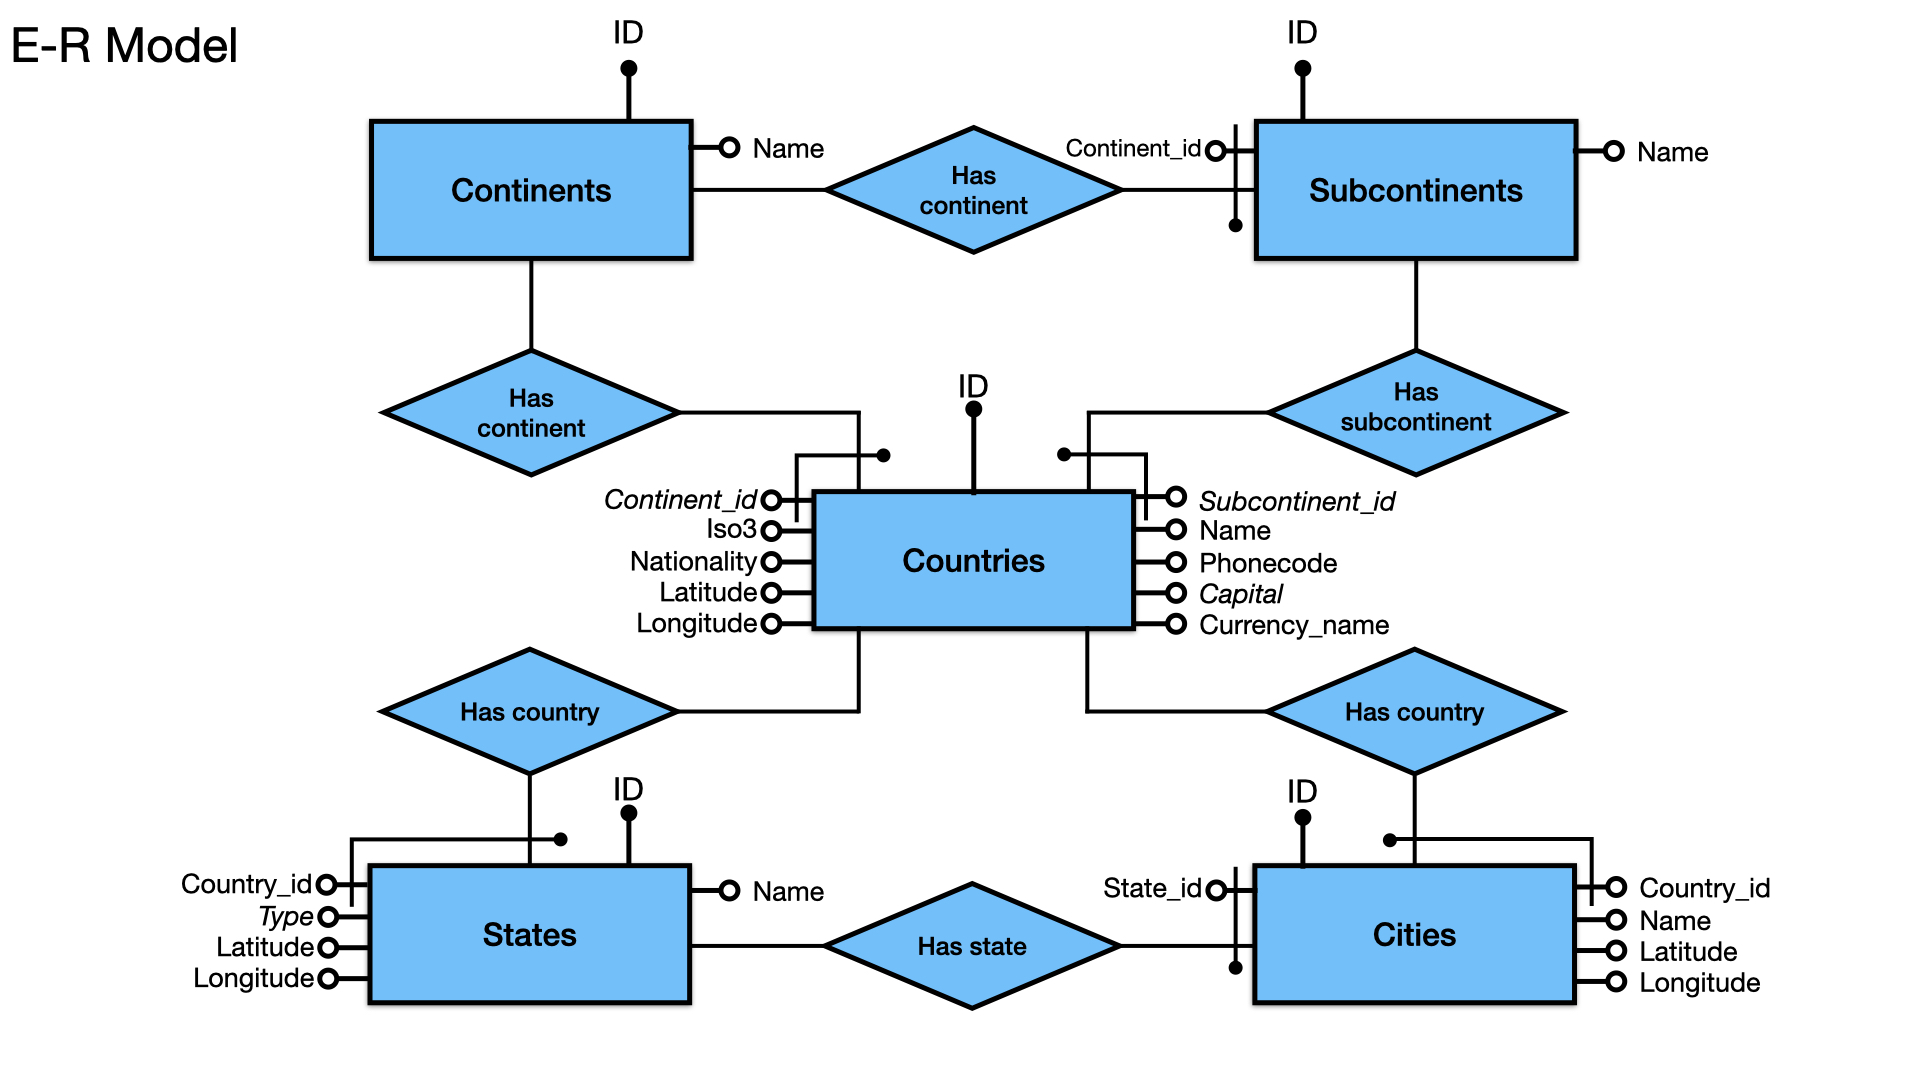 E-R Model
ID
ID
Continents
Name
Has
continent
Continent_id
Subcontinents
Name
Has
continent
ID
Has
subcontinent
Continent_id
Iso3
Nationality
Latitude
Longitude
Countries
Subcontinent_id
Name
Phonecode
Capital
Currency_name
Has country
Has country
ID
ID
Country_id
Type
Latitude
Longitude
States
Name
Has state
State_id
Cities
Country_id
Name
Latitude
Longitude